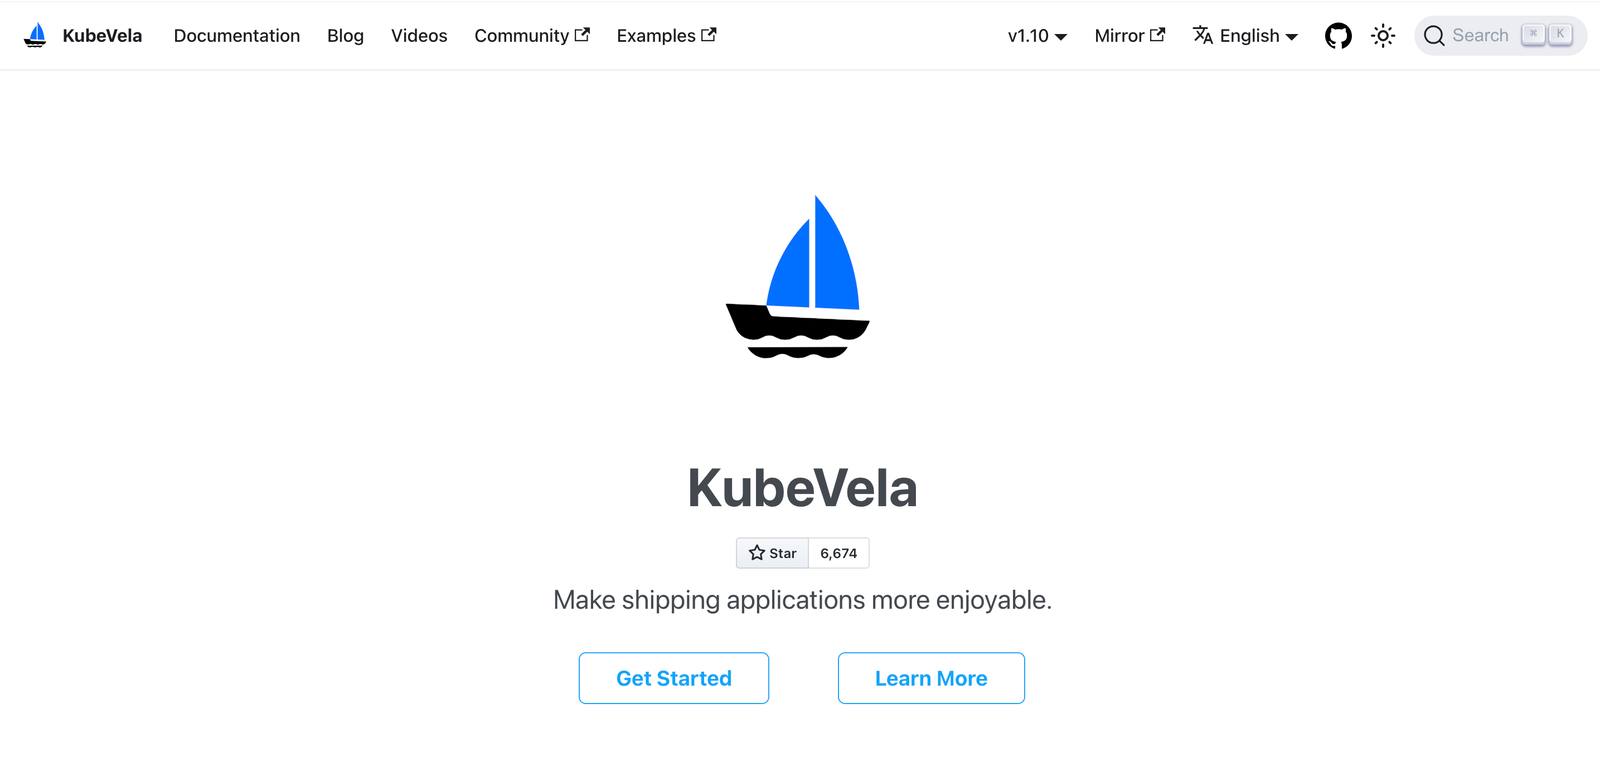 KubeVela Documentation Blog Videos Community Examples v1.10 Mirror English Search ⌘ K
KubeVela
Star 6,674
Make shipping applications more enjoyable.
Get Started Learn More